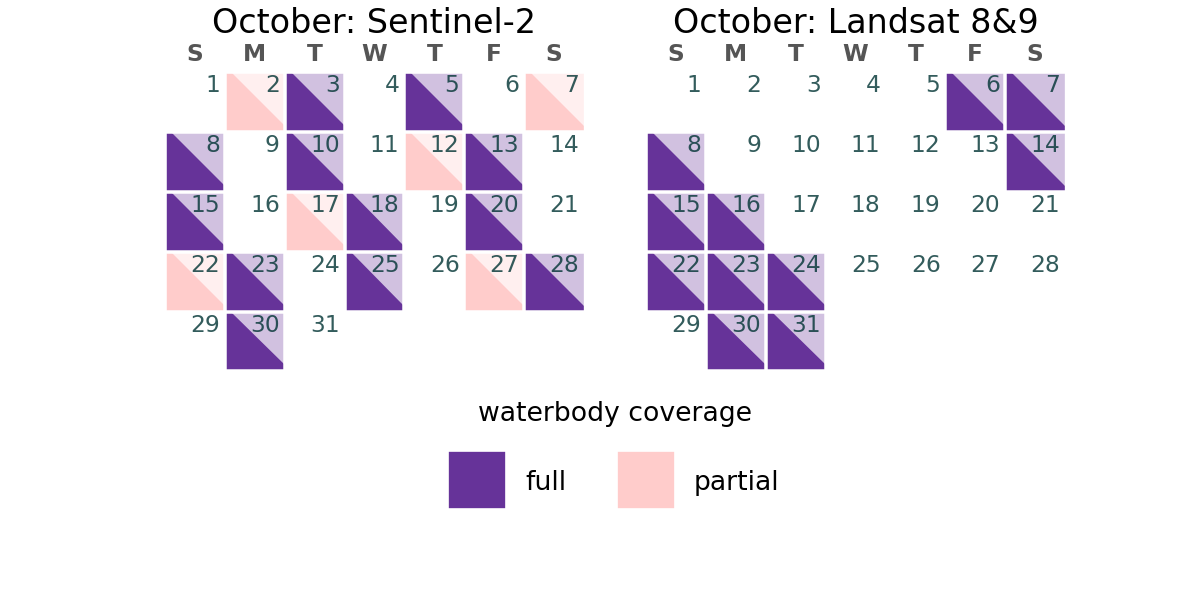 October: Sentinel-2
S M T W T F S
1 2 3 4 5 6 7
8 9 10 11 12 13 14
15 16 17 18 19 20 21
22 23 24 25 26 27 28
29 30 31
October: Landsat 8&9
S M T W T F S
1 2 3 4 5 6 7
8 9 10 11 12 13 14
15 16 17 18 19 20 21
22 23 24 25 26 27 28
29 30 31
waterbody coverage
full partial